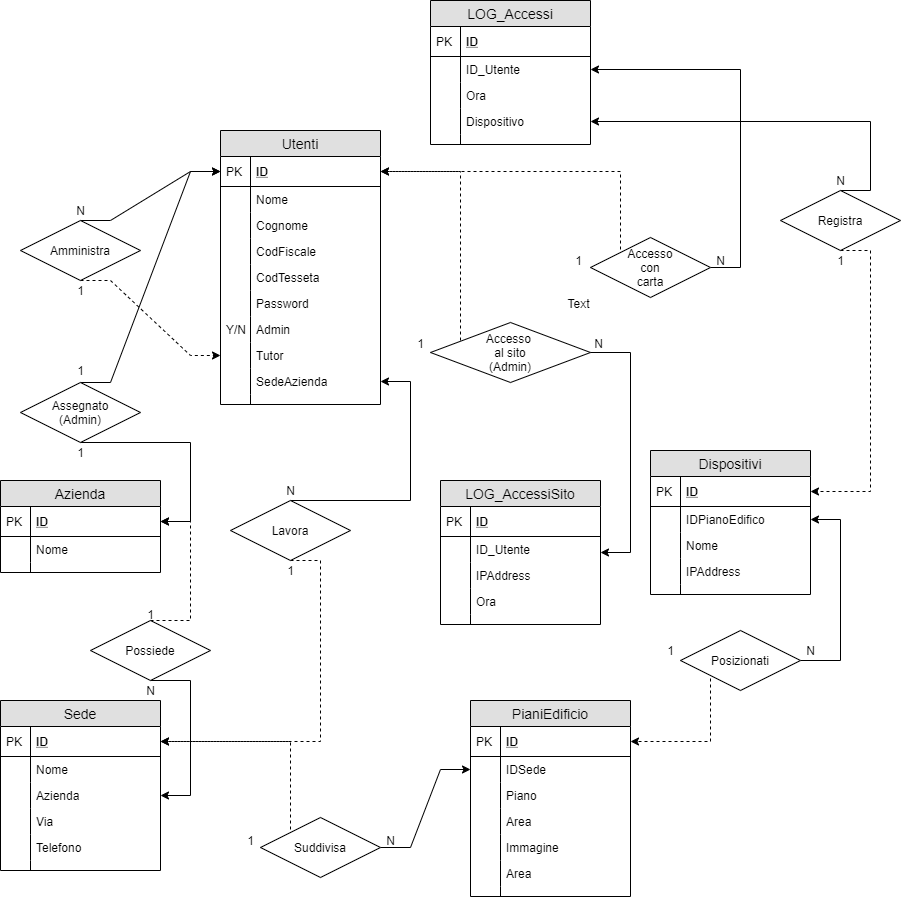 LOG_Accessi
PK ID
ID_Utente
Ora
Dispositivo
Utenti
PK ID
Nome
Cognome
CodFiscale
CodTesseta
Password
Y/N Admin
Tutor
SedeAzienda
N
Amministra
1
N
Registra
1
1
Accesso
con
carta
N
Text
1
Accesso
al sito
(Admin)
N
1
Assegnato
(Admin)
1
Azienda
PK ID
Nome
N
Lavora
1
LOG_AccessiSito
PK ID
ID_Utente
IPAddress
Ora
Dispositivi
PK ID
IDPianoEdifico
Nome
IPAddress
1
Possiede
N
1
Posizionati
N
Sede
PK ID
Nome
Azienda
Via
Telefono
1
Suddivisa
N
PianiEdificio
PK ID
IDSede
Piano
Area
Immagine
Area